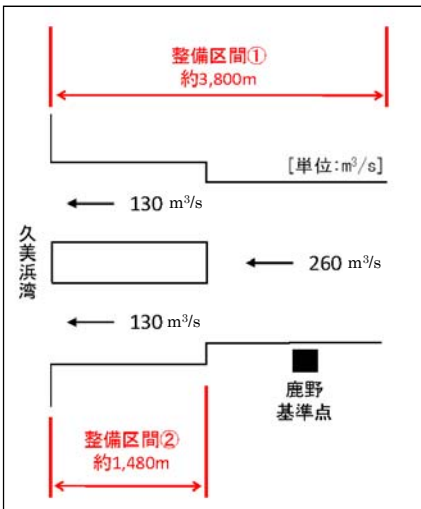 整備区間①
約3,800m
[単位:m³/s]
130 m³/s
久美浜湾
260 m³/s
130 m³/s
鹿野
基準点
整備区間②
約1,480m